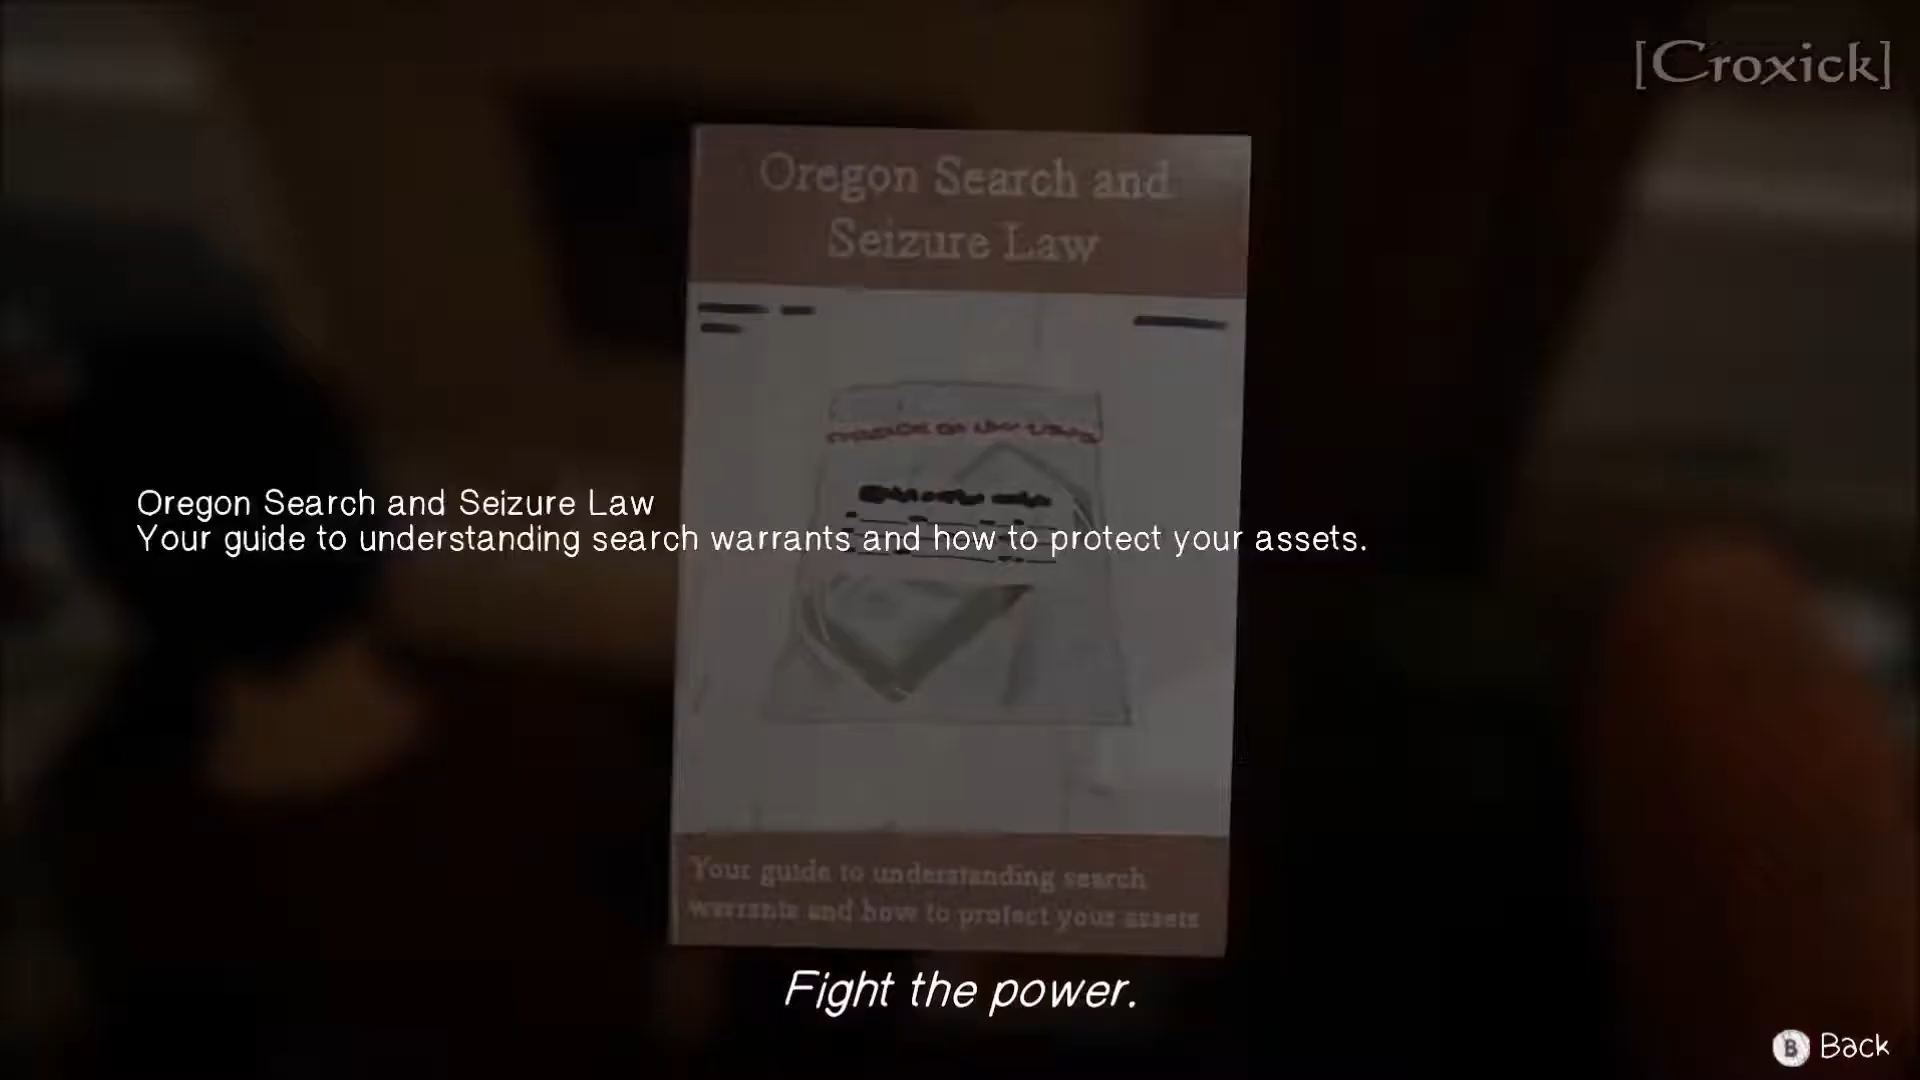 [Croxick]
Oregon Search and
Seizure Law
Oregon Search and Seizure Law
Your guide to understanding search warrants and how to protect your assets.
Your guide to understanding search
warrants and how to protect your assets
Fight the power.
B Back